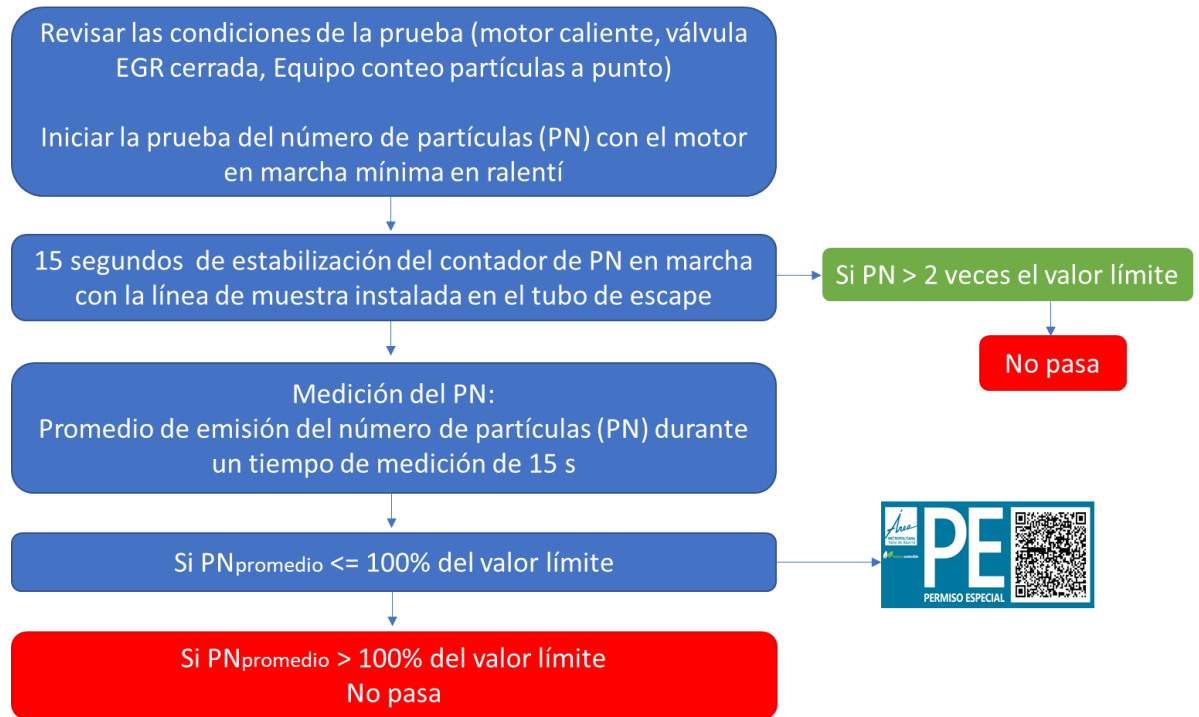 Revisar las condiciones de la prueba (motor caliente, válvula
EGR cerrada, Equipo conteo partículas a punto)
Iniciar la prueba del número de partículas (PN) con el motor
en marcha mínima en ralentí
15 segundos de estabilización del contador de PN en marcha
con la línea de muestra instalada en el tubo de escape
Si PN > 2 veces el valor límite
No pasa
Medición del PN:
Promedio de emisión del número de partículas (PN) durante
un tiempo de medición de 15 s
Si PNpromedio <= 100% del valor límite
Área
METROPOLITANA
Valle de Aburrá
PE
PERMISO ESPECIAL
Si PNpromedio > 100% del valor límite
No pasa